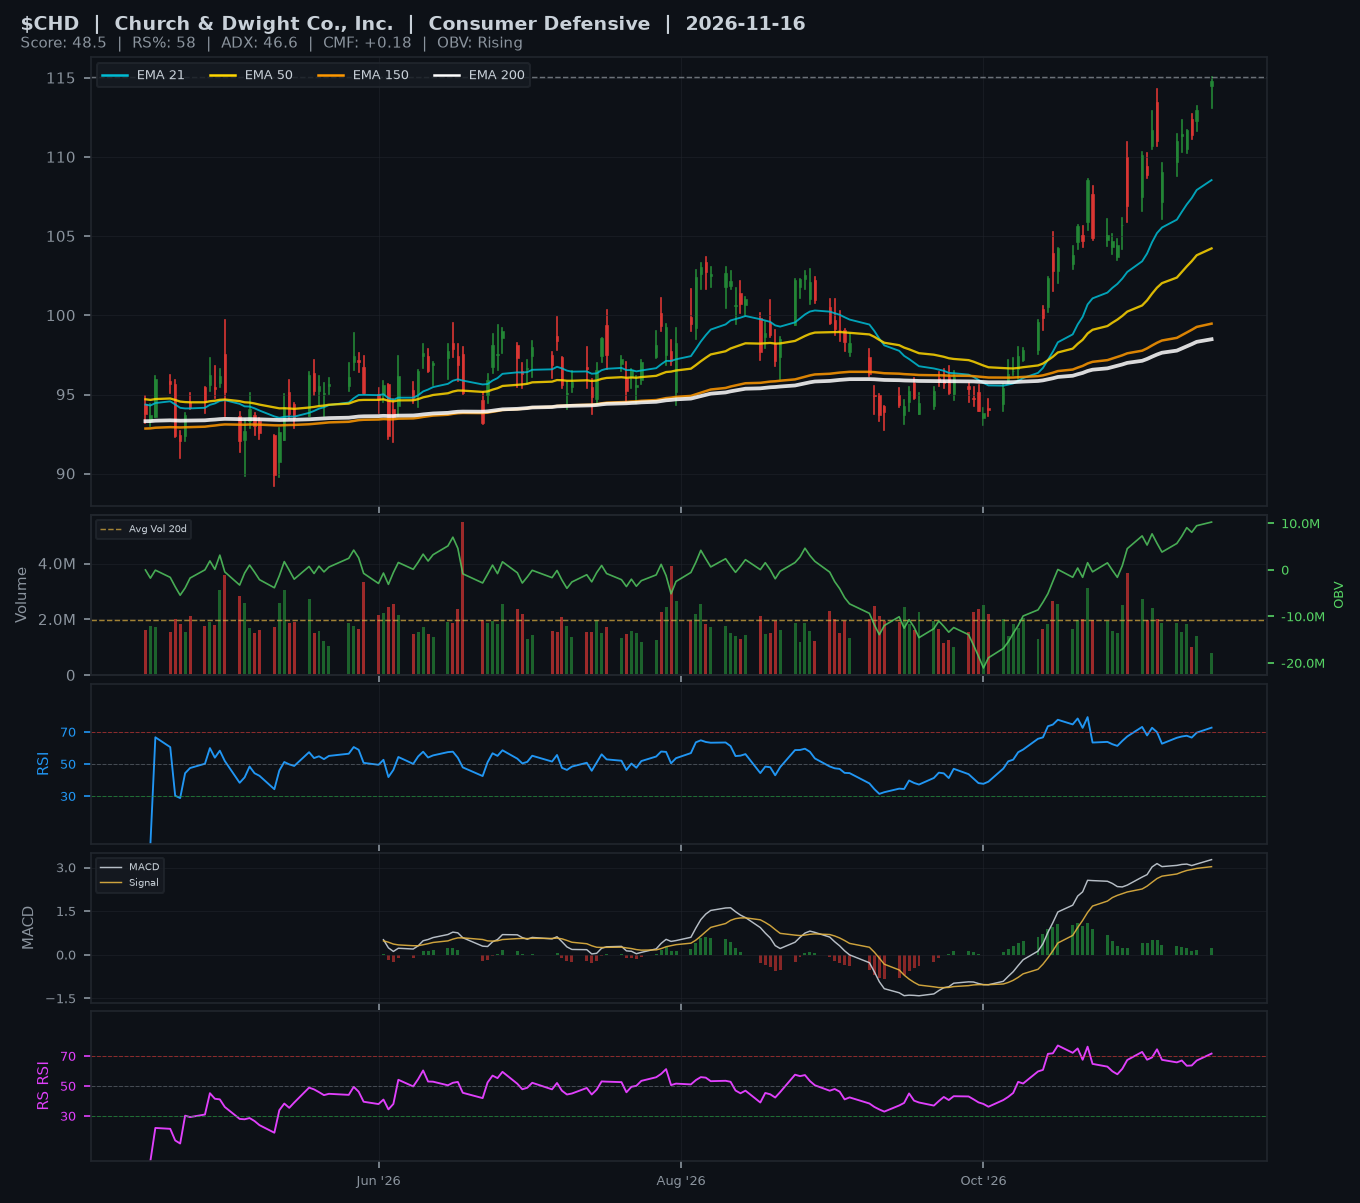 $CHD | Church & Dwight Co., Inc. | Consumer Defensive | 2026-11-16
Score: 48.5 | RS%: 58 | ADX: 46.6 | CMF: +0.18 | OBV: Rising
EMA 21 EMA 50 EMA 150 EMA 200
115
110
105
100
95
90
Avg Vol 20d
Volume
4.0M
2.0M
0
10.0M
0
-10.0M
-20.0M
OBV
RSI
70
50
30
MACD
Signal
MACD
3.0
1.5
0.0
−1.5
RS RSI
70
50
30
Jun '26 Aug '26 Oct '26